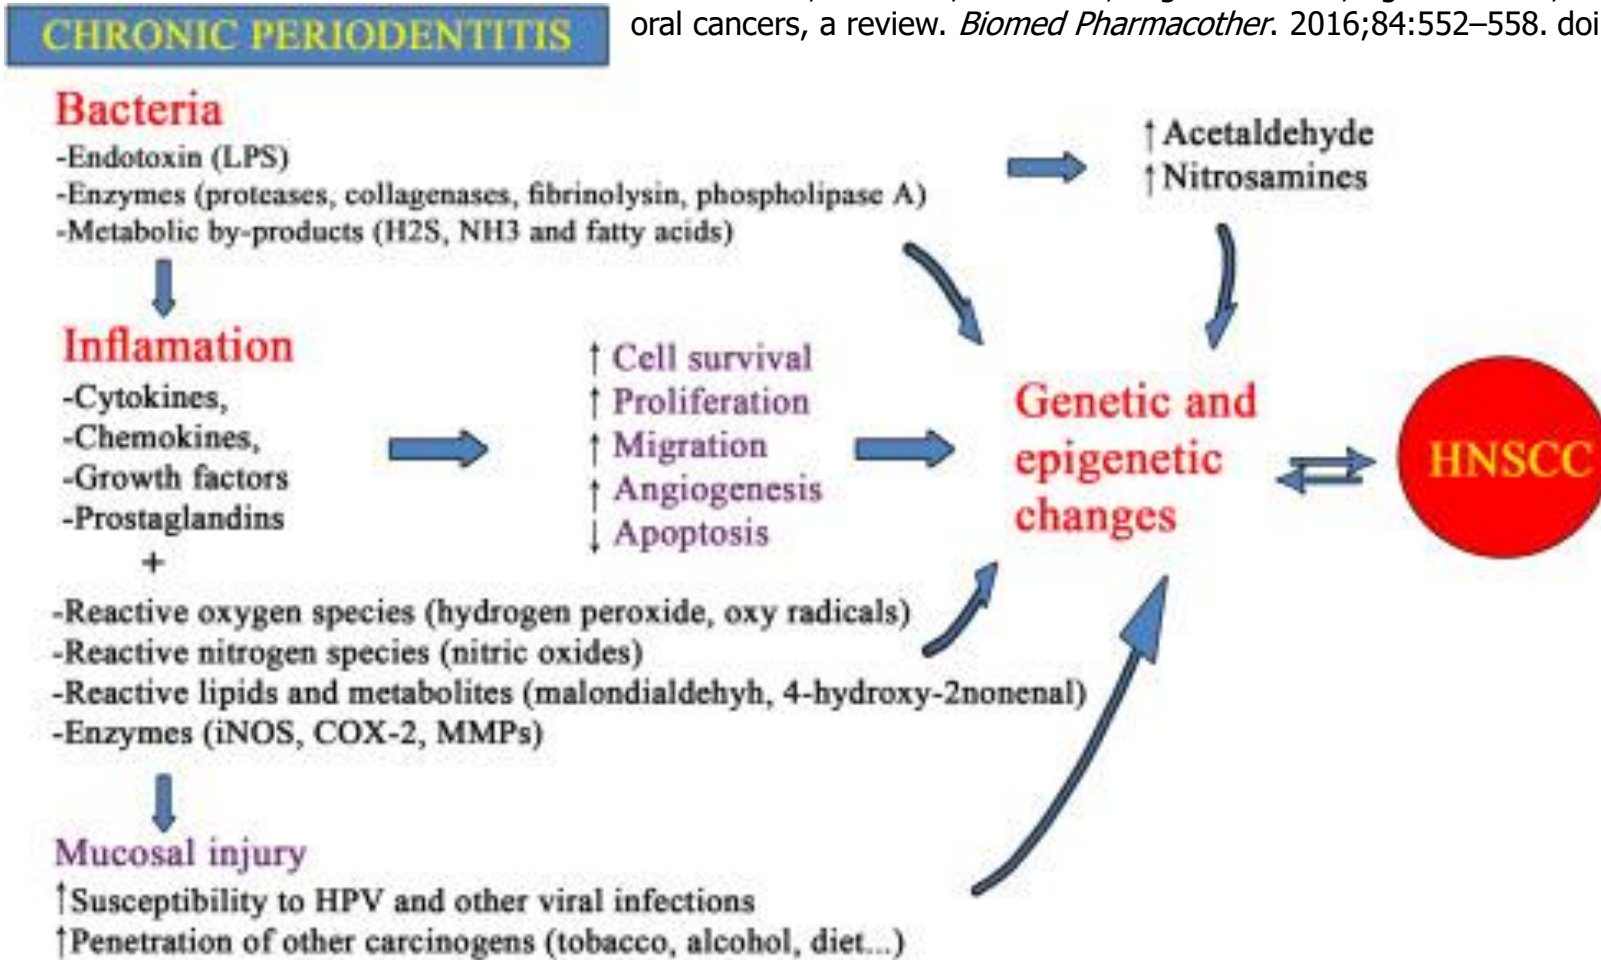 oral cancers, a review. Biomed Pharmacother. 2016;84:552–558. doi
CHRONIC PERIODENTITIS
Bacteria
-Endotoxin (LPS)
-Enzymes (proteases, collagenases, fibrinolysin, phospholipase A)
-Metabolic by-products (H2S, NH3 and fatty acids)
↑Acetaldehyde
↑Nitrosamines
Inflamation
-Cytokines,
-Chemokines,
-Growth factors
-Prostaglandins
+
-Reactive oxygen species (hydrogen peroxide, oxy radicals)
-Reactive nitrogen species (nitric oxides)
-Reactive lipids and metabolites (malondialdehyh, 4-hydroxy-2nonenal)
-Enzymes (iNOS, COX-2, MMPs)
↑ Cell survival
↑ Proliferation
↑ Migration
↑ Angiogenesis
↓ Apoptosis
Genetic and
epigenetic
changes
HNSCC
Mucosal injury
↑Susceptibility to HPV and other viral infections
↑Penetration of other carcinogens (tobacco, alcohol, diet...)